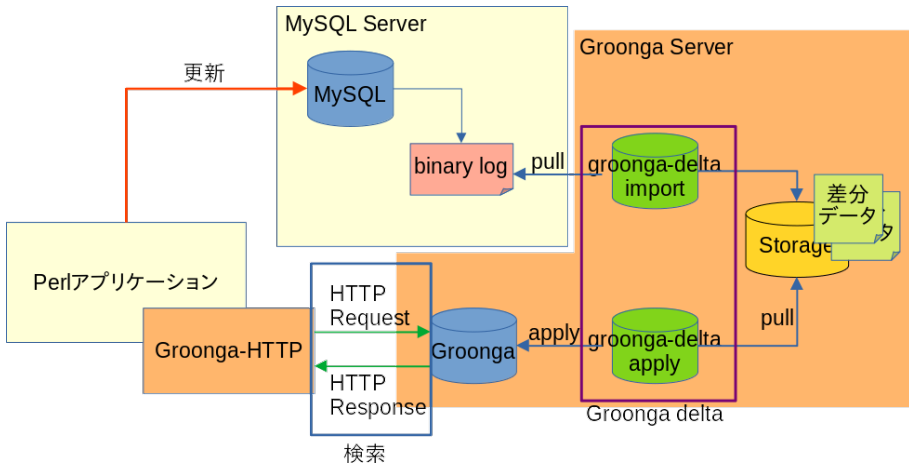 MySQL Server
Groonga Server
更新
MySQL
binary log
pull
groonga-delta
import
差分
データ
タ
Storage
Perlアプリケーション
HTTP
Request
Groonga-HTTP
Groonga
apply
groonga-delta
apply
pull
HTTP
Response
Groonga delta
検索